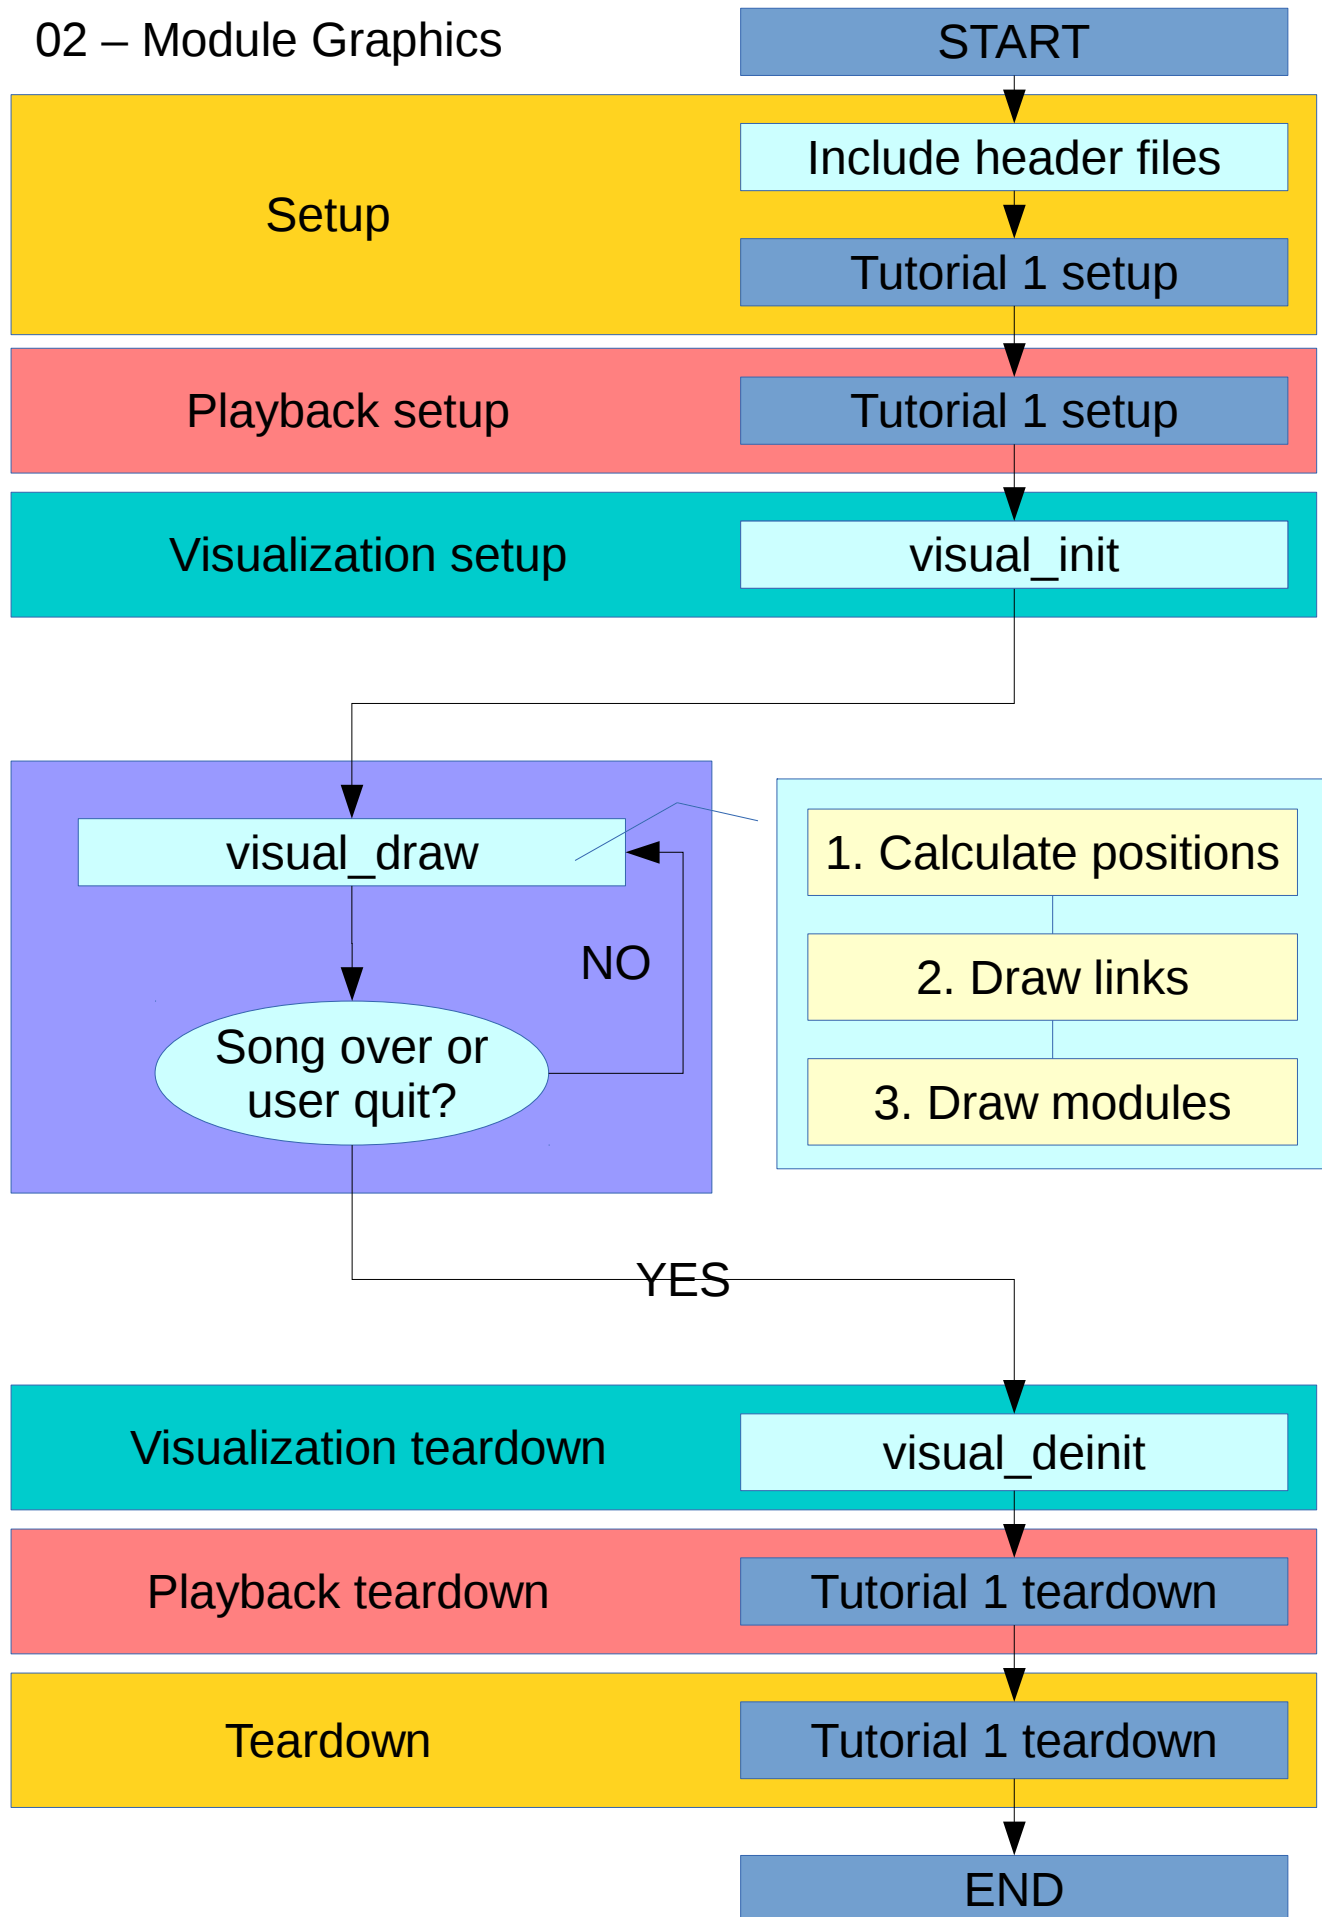 02 – Module Graphics
START
Setup
Include header files
Tutorial 1 setup
Playback setup
Tutorial 1 setup
Visualization setup
visual_init
visual_draw
NO
Song over or
user quit?
1. Calculate positions
2. Draw links
3. Draw modules
YES
Visualization teardown
visual_deinit
Playback teardown
Tutorial 1 teardown
Teardown
Tutorial 1 teardown
END